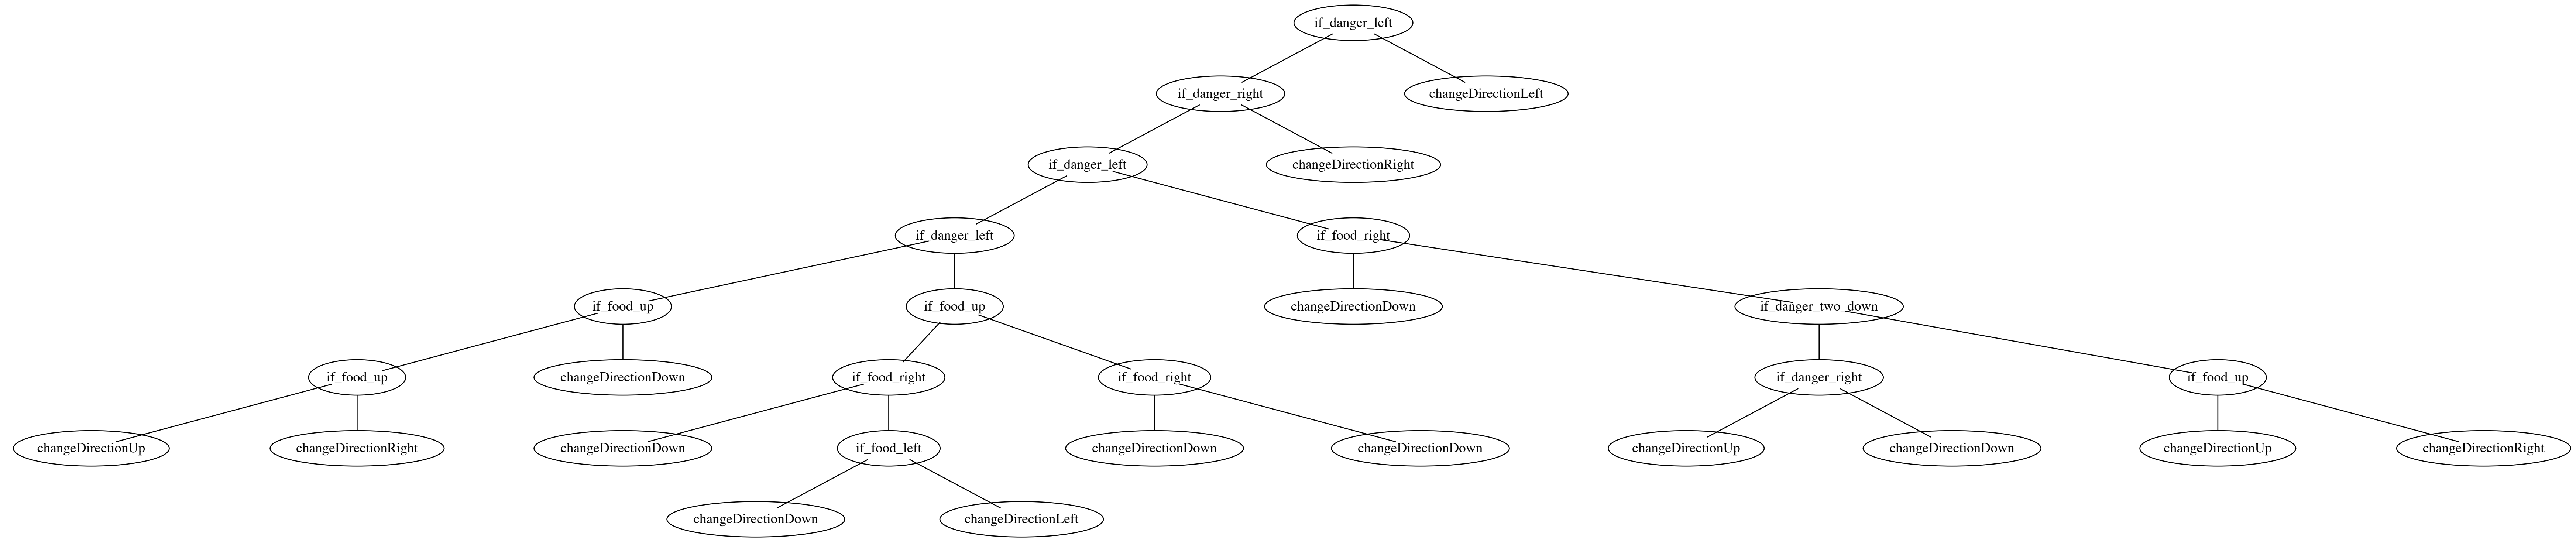 if_danger_left
if_danger_right
changeDirectionLeft
if_danger_left
changeDirectionRight
if_danger_left
if_food_right
if_food_up
if_food_up
changeDirectionDown
if_danger_two_down
if_food_up
changeDirectionDown
if_food_right
if_food_right
if_danger_right
if_food_up
changeDirectionUp
changeDirectionRight
changeDirectionDown
if_food_left
changeDirectionDown
changeDirectionDown
changeDirectionUp
changeDirectionDown
changeDirectionUp
changeDirectionRight
changeDirectionDown
changeDirectionLeft